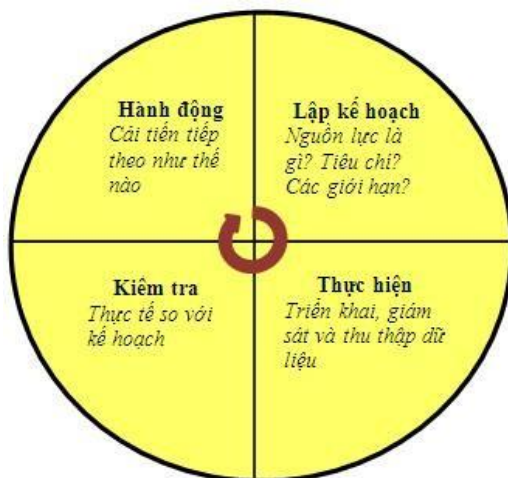 Hành động
Cải tiến tiếp
theo như thế
nào
Lập kế hoạch
Nguồn lực là
gì? Tiêu chí?
Các giới hạn?
Kiểm tra
Thực tế so với
kế hoạch
Thực hiện
Triển khai, giám
sát và thu thập dữ
liệu